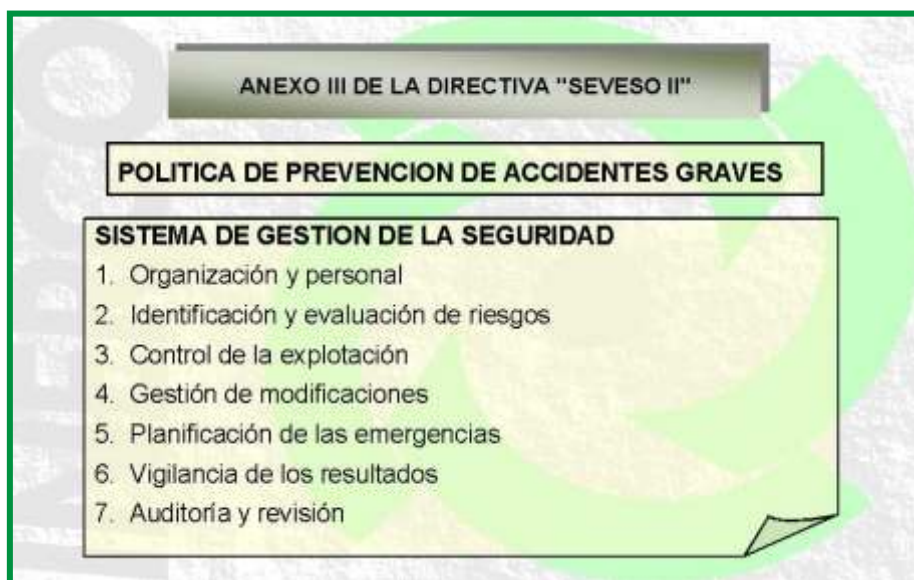 ANEXO III DE LA DIRECTIVA "SEVESO II"
POLITICA DE PREVENCION DE ACCIDENTES GRAVES
SISTEMA DE GESTION DE LA SEGURIDAD
1. Organización y personal
2. Identificación y evaluación de riesgos
3. Control de la explotación
4. Gestión de modificaciones
5. Planificación de las emergencias
6. Vigilancia de los resultados
7. Auditoría y revisión